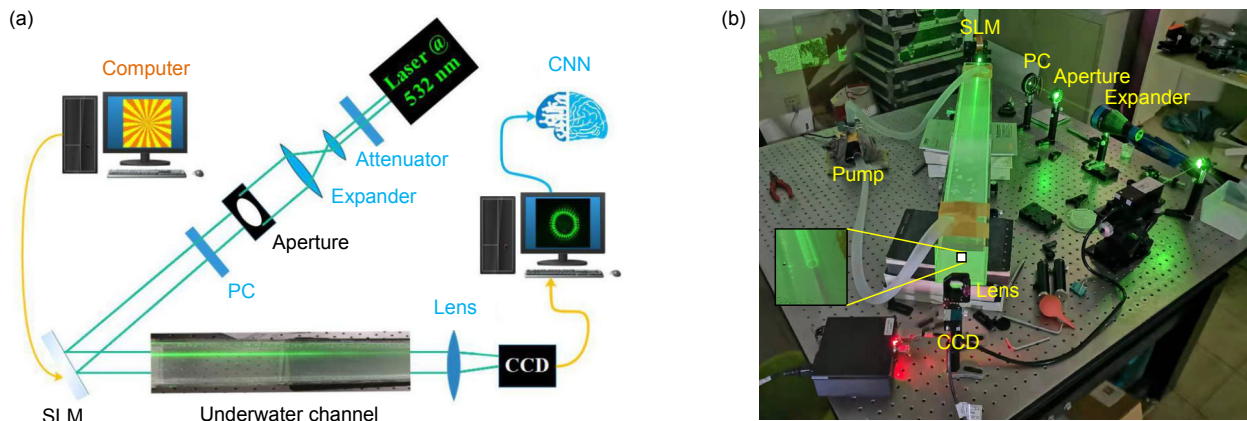 (a)
Computer
Laser @
532 nm
CNN
Attenuator
Expander
Aperture
PC
Lens
CCD
SLM
Underwater channel
(b)
SLM
PC
Aperture
Expander
Pump
Lens
CCD